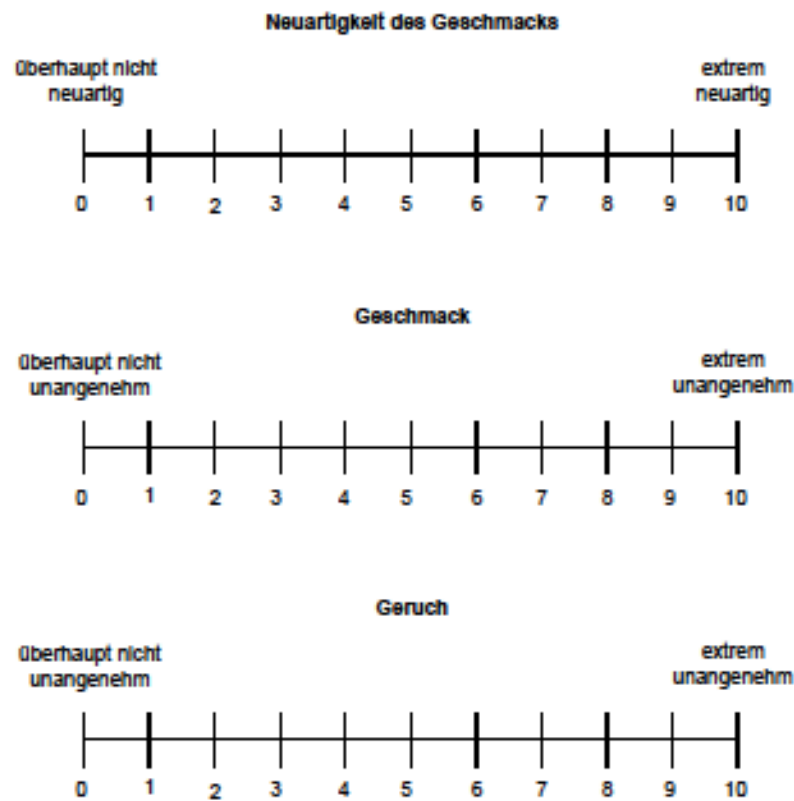 Neuartigkeit des Geschmacks
überhaupt nicht extrem
neuartig neuartig
0 1 2 3 4 5 6 7 8 9 10
Geschmack
überhaupt nicht extrem
unangenehm unangenehm
0 1 2 3 4 5 6 7 8 9 10
Geruch
überhaupt nicht extrem
unangenehm unangenehm
0 1 2 3 4 5 6 7 8 9 10